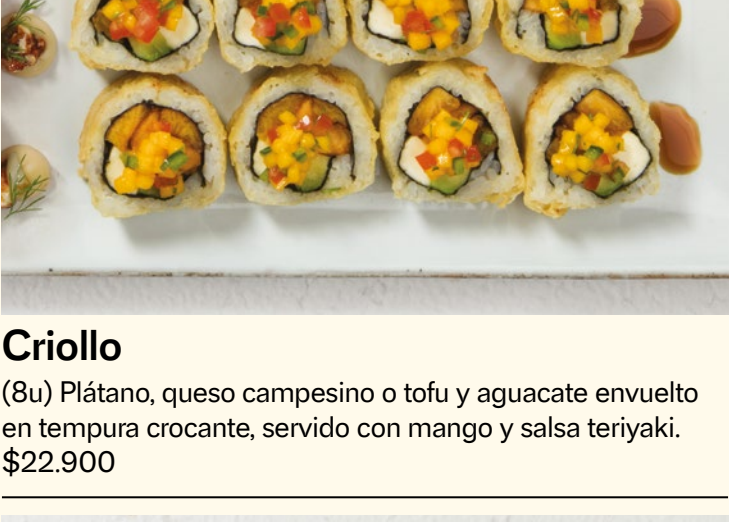 Criollo
(8u) Plátano, queso campesino o tofu y aguacate envuelto
en tempura crocante, servido con mango y salsa teriyaki.
$22.900